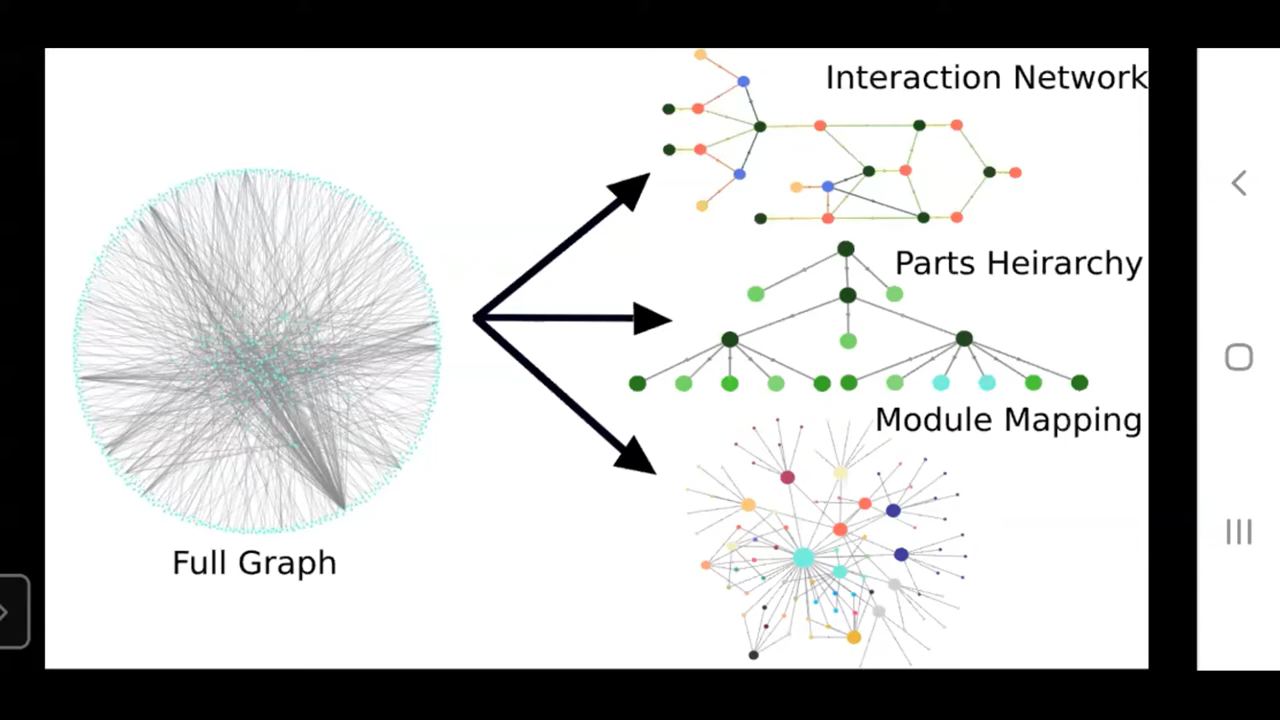 Interaction Network
Parts Heirarchy
Module Mapping
Full Graph